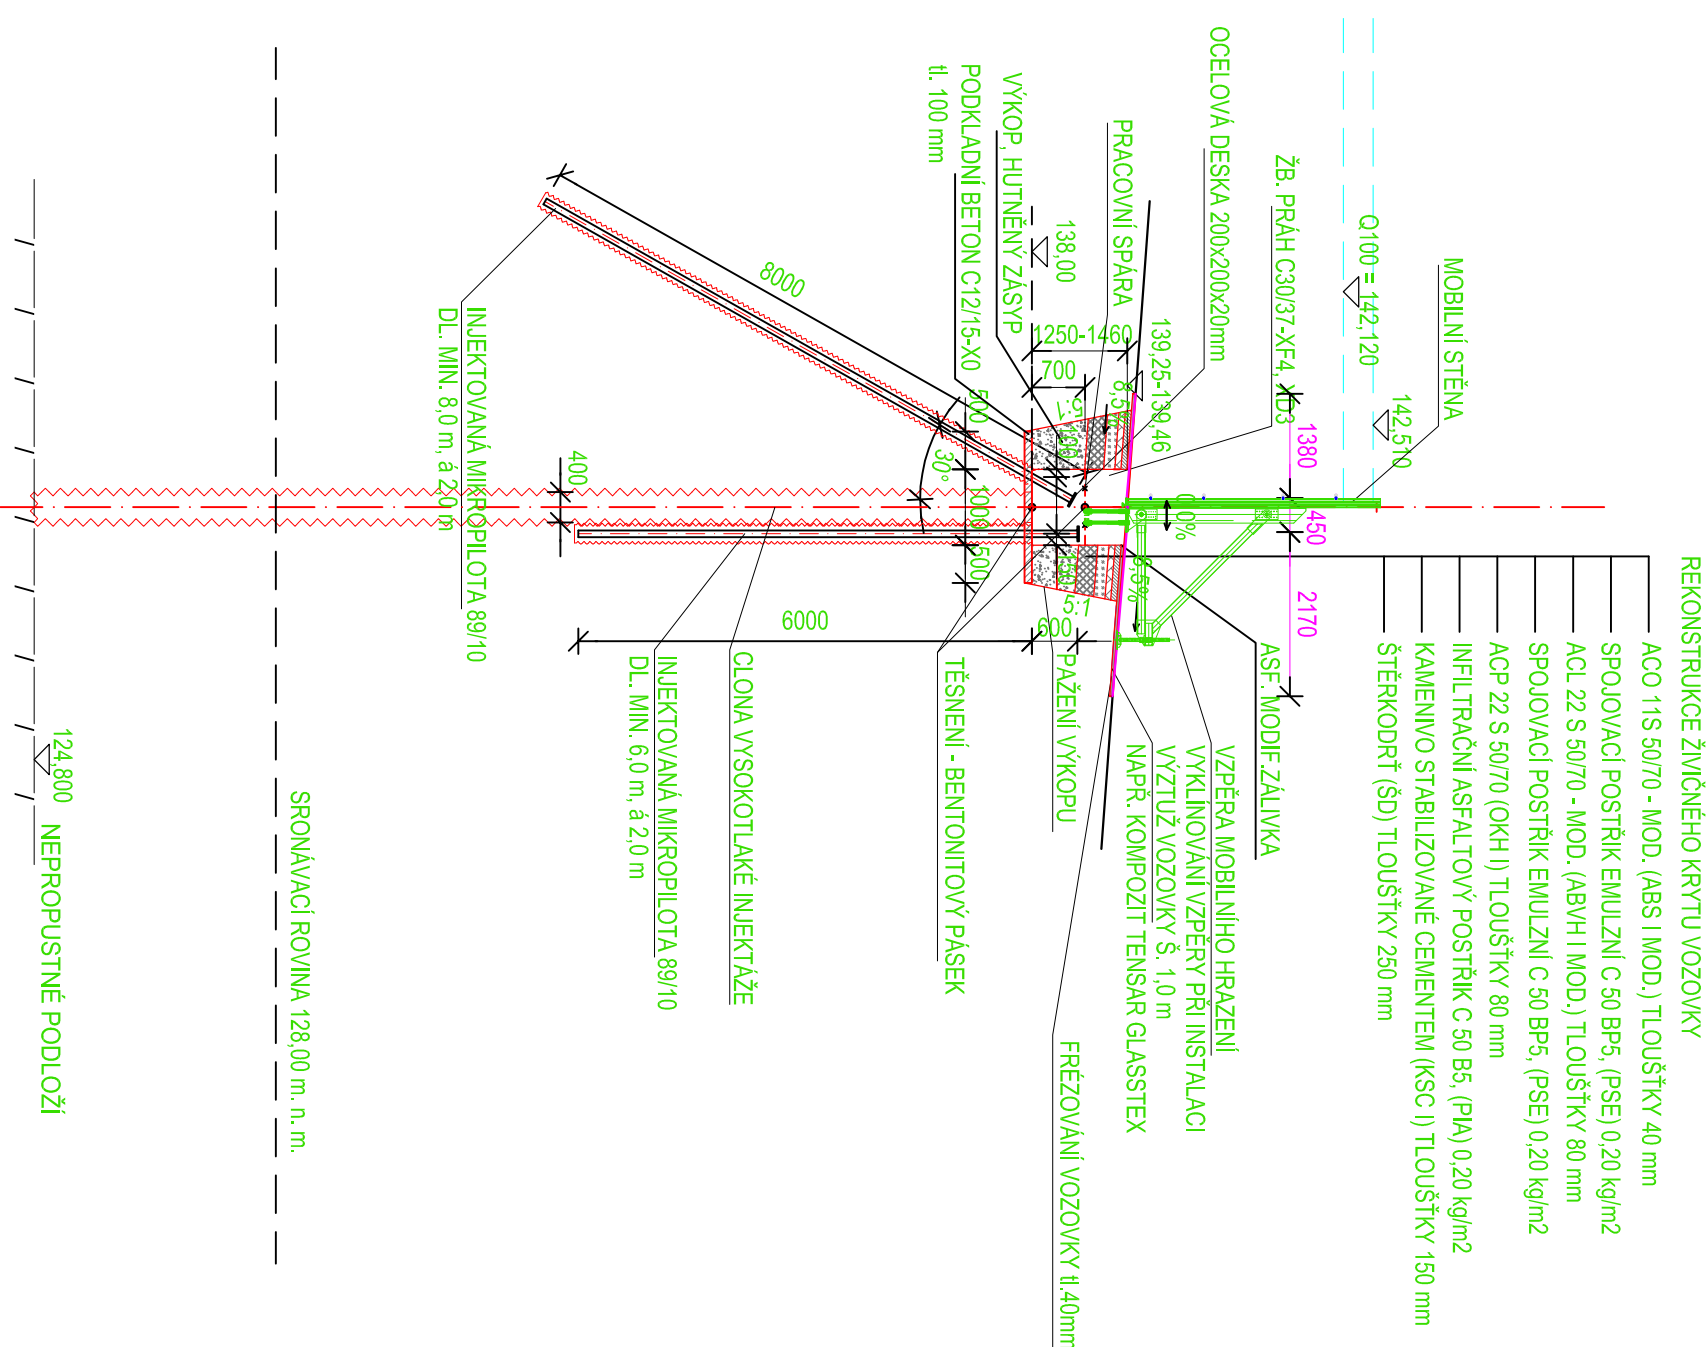 REKONSTRUKCE ŽIVIČNÉHO KRYTU VOZOVKY
ACO 11S 50/70 - MOD. (ABS I MOD.) TLOUŠŤKY 40 mm
SPOJOVACÍ POSTŘIK EMULZNÍ C 50 BP5, (PSE) 0,20 kg/m2
ACL 22 S 50/70 - MOD. (ABVH I MOD.) TLOUŠŤKY 80 mm
SPOJOVACÍ POSTŘIK EMULZNÍ C 50 BP5, (PSE) 0,20 kg/m2
ACP 22 S 50/70 (OKH I) TLOUŠŤKY 80 mm
INFILTRAČNÍ ASFALTOVÝ POSTŘIK C 50 B5, (PIA) 0,20 kg/m2
KAMENIVO STABILIZOVANÉ CEMENTEM (KSC I) TLOUŠŤKY 150 mm
ŠTĚRKODRŤ (ŠD) TLOUŠŤKY 250 mm
MOBILNÍ STĚNA
142,510
Q100 = 142,120
1380
450
2170
ŽB. PRÁH C30/37-XF4, XD3
OCELOVÁ DESKA 200x200x20mm
139,25-139,46
PRACOVNÍ SPÁRA
138,00
VÝKOP, HUTNĚNÝ ZÁSYP
PODKLADNÍ BETON C12/15-X0
tl. 100 mm
1250-1460
700
5:1
0,0%
5:1
600
500
1000
500
30°
8000
6000
400
ASF. MODIF.ZÁLIVKA
VZPĚRA MOBILNÍHO HRAZENÍ
VYKLÍNOVÁNÍ VZPĚRY PŘI INSTALACI
VÝZTUŽ VOZOVKY Š. 1,0 m
NAPŘ. KOMPOZIT TENSAR GLASSTEX
FRÉZOVÁNÍ VOZOVKY tl.40mm
PAŽENÍ VÝKOPU
TĚSNENÍ - BENTONITOVÝ PÁSEK
CLONA VYSOKOTLAKÉ INJEKTÁŽE
INJEKTOVANÁ MIKROPILOTA 89/10
DL. MIN. 6,0 m, á 2,0 m
INJEKTOVANÁ MIKROPILOTA 89/10
DL. MIN. 8,0 m, á 2,0 m
SRONÁVACÍ ROVINA 128,00 m. n. m.
124,800
NEPROPUSTNÉ PODLOŽÍ